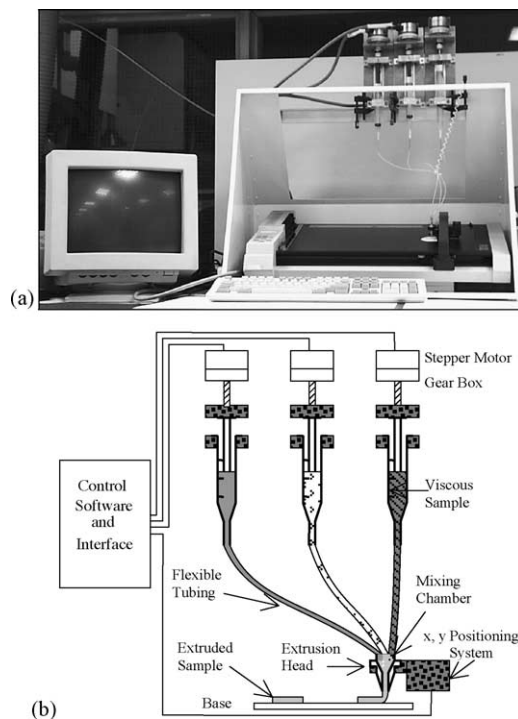 (a)
Stepper Motor
Gear Box
Control
Software
and
Interface
Viscous
Sample
Flexible
Tubing
Mixing
Chamber
x, y Positioning
System
Extruded
Sample
Extrusion
Head
Base
(b)